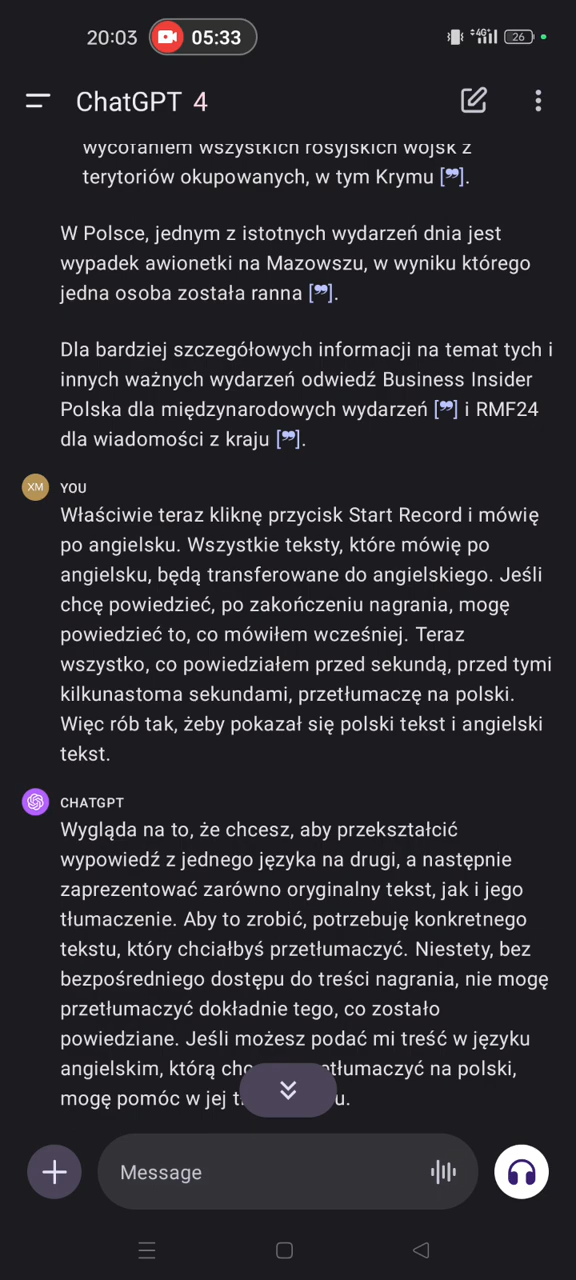 20:03
05:33
4G+
26
ChatGPT 4
wycofaniem wszystkich rosyjskich wojsk z
terytoriów okupowanych, w tym Krymu [❞].
W Polsce, jednym z istotnych wydarzeń dnia jest
wypadek awionetki na Mazowszu, w wyniku którego
jedna osoba została ranna [❞].
Dla bardziej szczegółowych informacji na temat tych i
innych ważnych wydarzeń odwiedź Business Insider
Polska dla międzynarodowych wydarzeń [❞] i RMF24
dla wiadomości z kraju [❞].
XM YOU
Właściwie teraz kliknę przycisk Start Record i mówię
po angielsku. Wszystkie teksty, które mówię po
angielsku, będą transferowane do angielskiego. Jeśli
chcę powiedzieć, po zakończeniu nagrania, mogę
powiedzieć to, co mówiłem wcześniej. Teraz
wszystko, co powiedziałem przed sekundą, przed tymi
kilkunastoma sekundami, przetłumaczę na polski.
Więc rób tak, żeby pokazał się polski tekst i angielski
tekst.
CHATGPT
Wygląda na to, że chcesz, aby przekształcić
wypowiedź z jednego języka na drugi, a następnie
zaprezentować zarówno oryginalny tekst, jak i jego
tłumaczenie. Aby to zrobić, potrzebuję konkretnego
tekstu, który chciałbyś przetłumaczyć. Niestety, bez
bezpośredniego dostępu do treści nagrania, nie mogę
przetłumaczyć dokładnie tego, co zostało
powiedziane. Jeśli możesz podać mi treść w języku
angielskim, którą na polski,
mogę pomóc w jej
Message